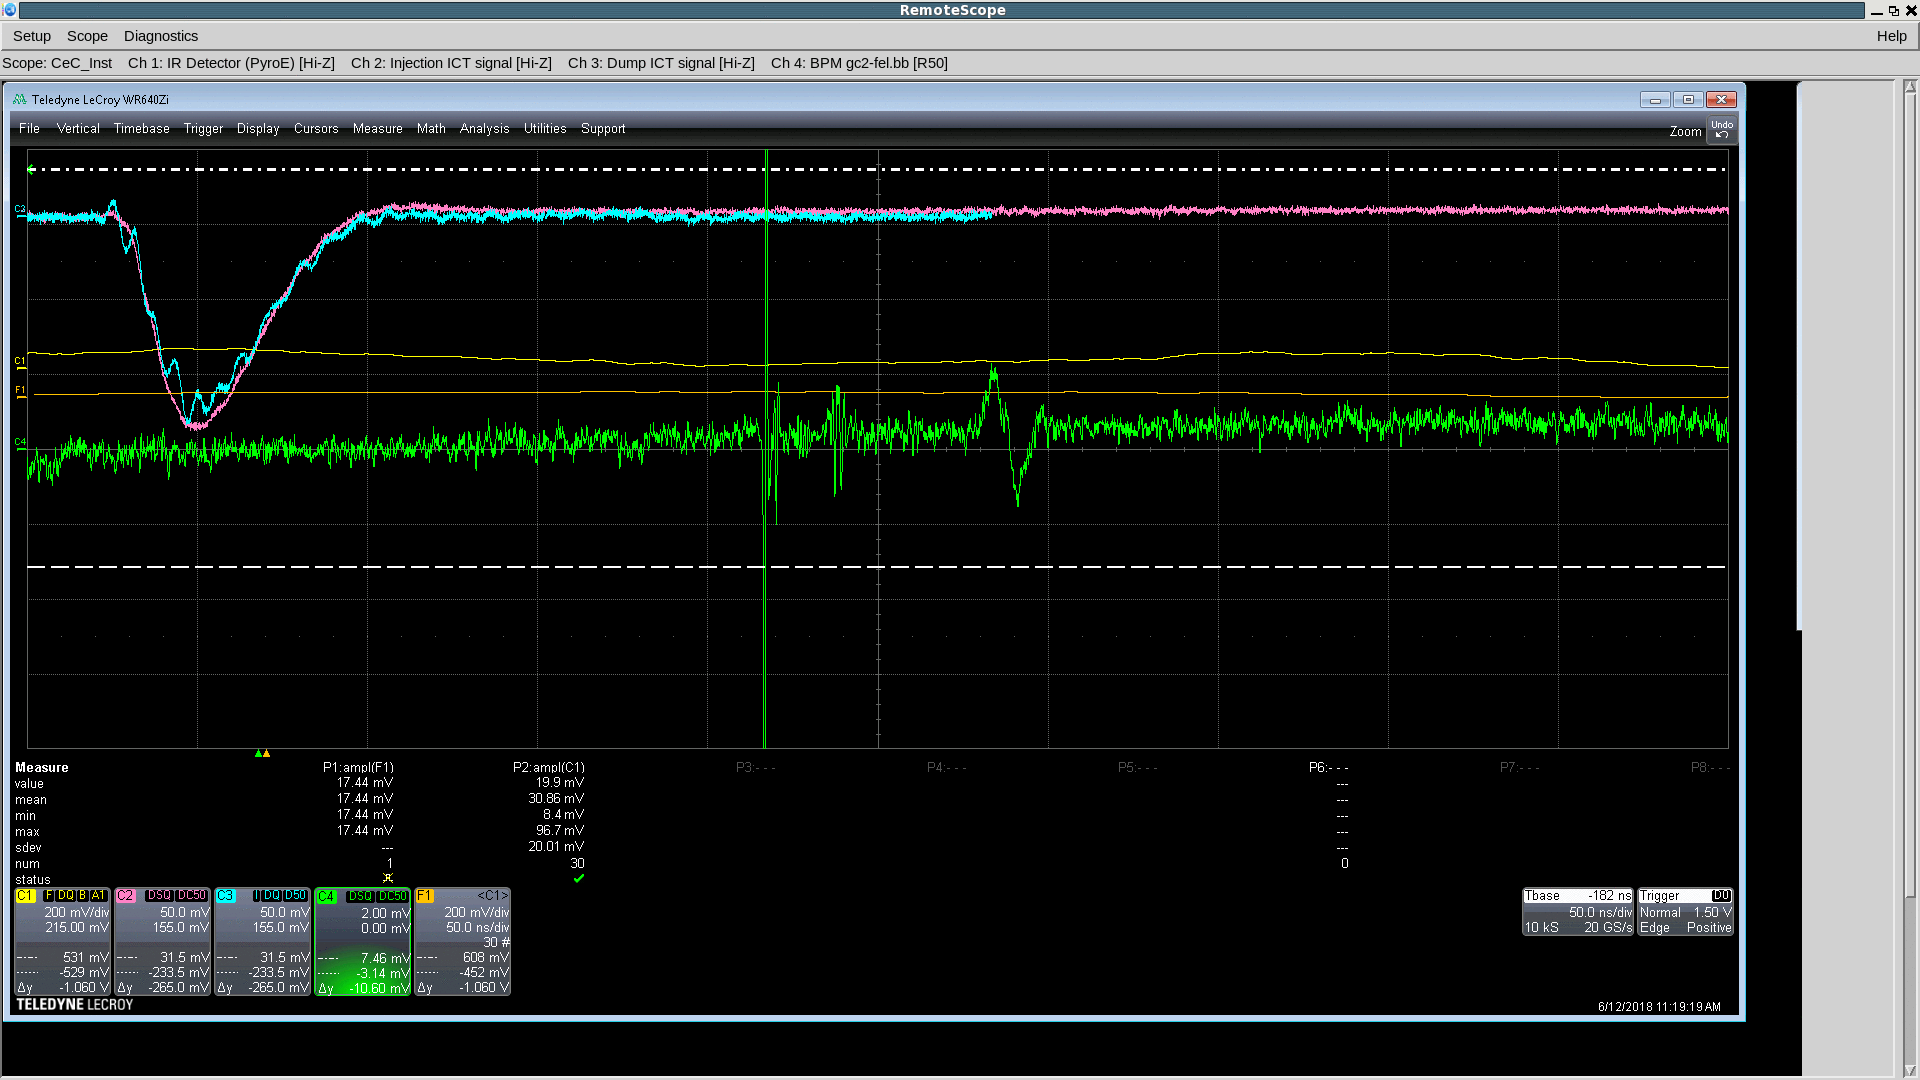 RemoteScope
Setup Scope Diagnostics Help
Scope: CeC_Inst Ch 1: IR Detector (PyroE) [Hi-Z] Ch 2: Injection ICT signal [Hi-Z] Ch 3: Dump ICT signal [Hi-Z] Ch 4: BPM gc2-fel.bb [R50]
Teledyne LeCroy WR640Zi
File Vertical Timebase Trigger Display Cursors Measure Math Analysis Utilities Support Zoom Undo
C1
F1
C4
Measure P1:ampl(F1) P2:ampl(C1) P3:- - - P4:- - - P5:- - - P6:- - - P7:- - - P8:- - -
value 17.44 mV 19.9 mV ---
mean 17.44 mV 30.86 mV ---
min 17.44 mV 8.4 mV ---
max 17.44 mV 96.7 mV ---
sdev --- 20.01 mV ---
num 1 30 0
status
C1 F DQ B A1 C2 DSQ DC50 C3 I DQ D50 C4 DSQ DC50 F1 <C1> Tbase -182 ns Trigger D0
200 mV/div 50.0 mV 50.0 mV 2.00 mV 200 mV/div 50.0 ns/div Normal 1.50 V
215.00 mV 155.0 mV 155.0 mV 0.00 mV 50.0 ns/div 10 kS 20 GS/s Edge Positive
30 #
531 mV 31.5 mV 31.5 mV 7.46 mV 608 mV
-529 mV -233.5 mV -233.5 mV -3.14 mV -452 mV
Δy -1.060 V Δy -265.0 mV Δy -265.0 mV Δy -10.60 mV Δy -1.060 V
TELEDYNE LECROY 6/12/2018 11:19:19 AM